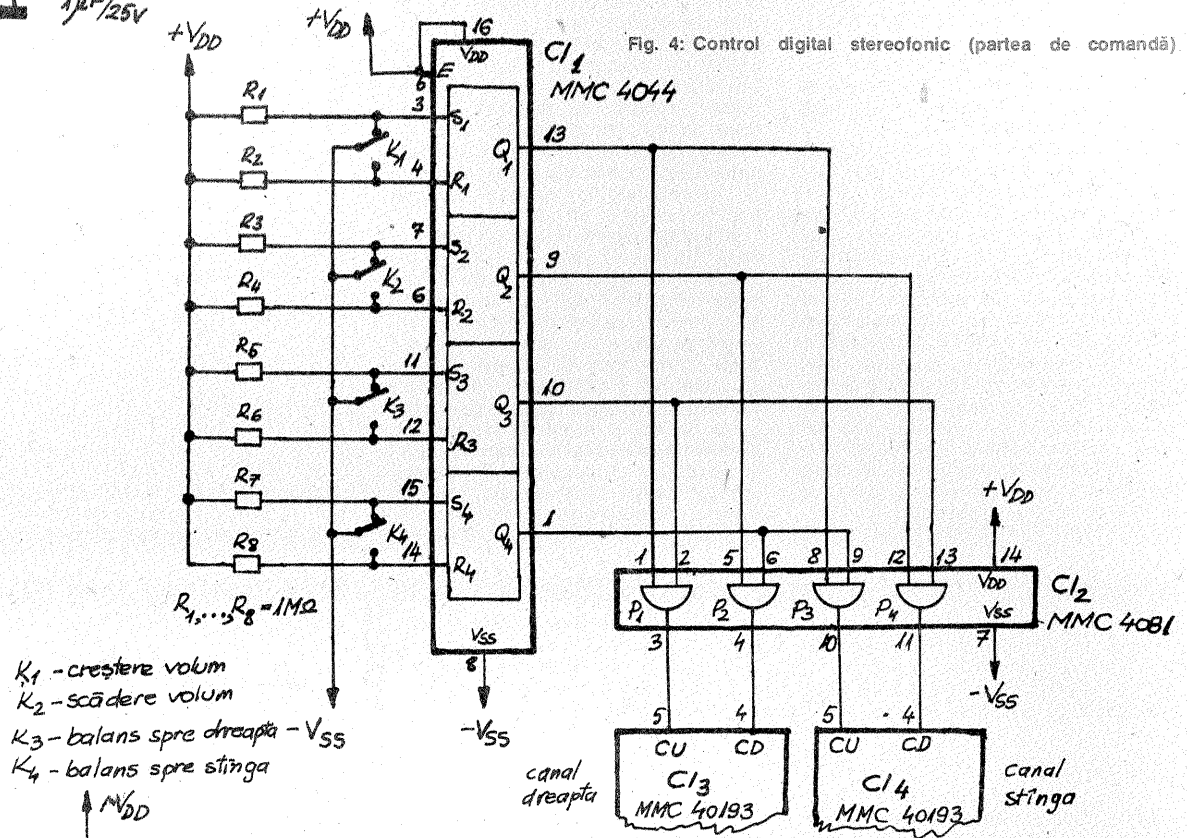 1µF/25V
+VDD
+VDD
16
VDD
CI1
MMC 4044
Fig. 4: Control digital stereofonic (partea de comandă)
E
6
R1
3
S1
K1
Q1
13
R2
4
R1
R3
7
S2
K2
Q2
9
R4
6
R2
R5
11
S3
K3
Q3
10
R6
12
R3
R7
15
S4
K4
Q4
1
R8
14
R4
R1,...,R8 = 1MΩ
VSS
8
-VSS
-VSS
+VDD
1 2 5 6 8 9 12 13 14
P1 P2 P3 P4
VDD
VSS
CI2
MMC 4081
3 4 10 11 7
-VSS
K1 - creștere volum
K2 - scădere volum
K3 - balans spre dreapta
K4 - balans spre stînga
5 4 5 4
CU CD CU CD
canal dreapta
CI3
MMC 40193
CI4
MMC 40193
canal stînga